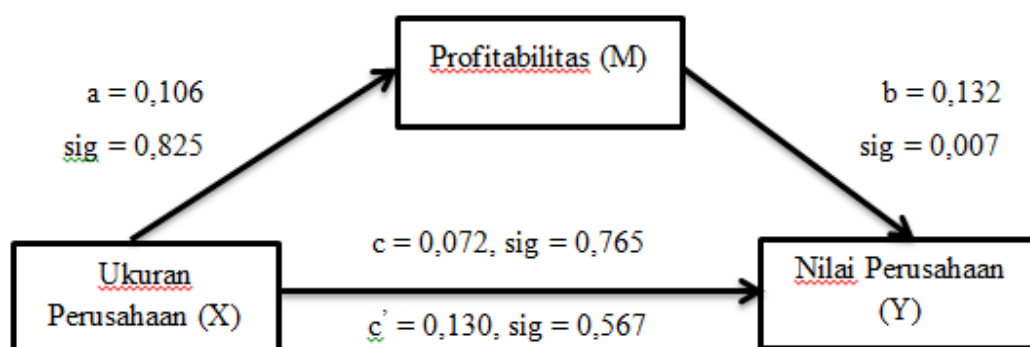 Profitabilitas (M)
a = 0,106
sig = 0,825
b = 0,132
sig = 0,007
c = 0,072, sig = 0,765
Ukuran
Perusahaan (X)
Nilai Perusahaan
(Y)
c' = 0,130, sig = 0,567